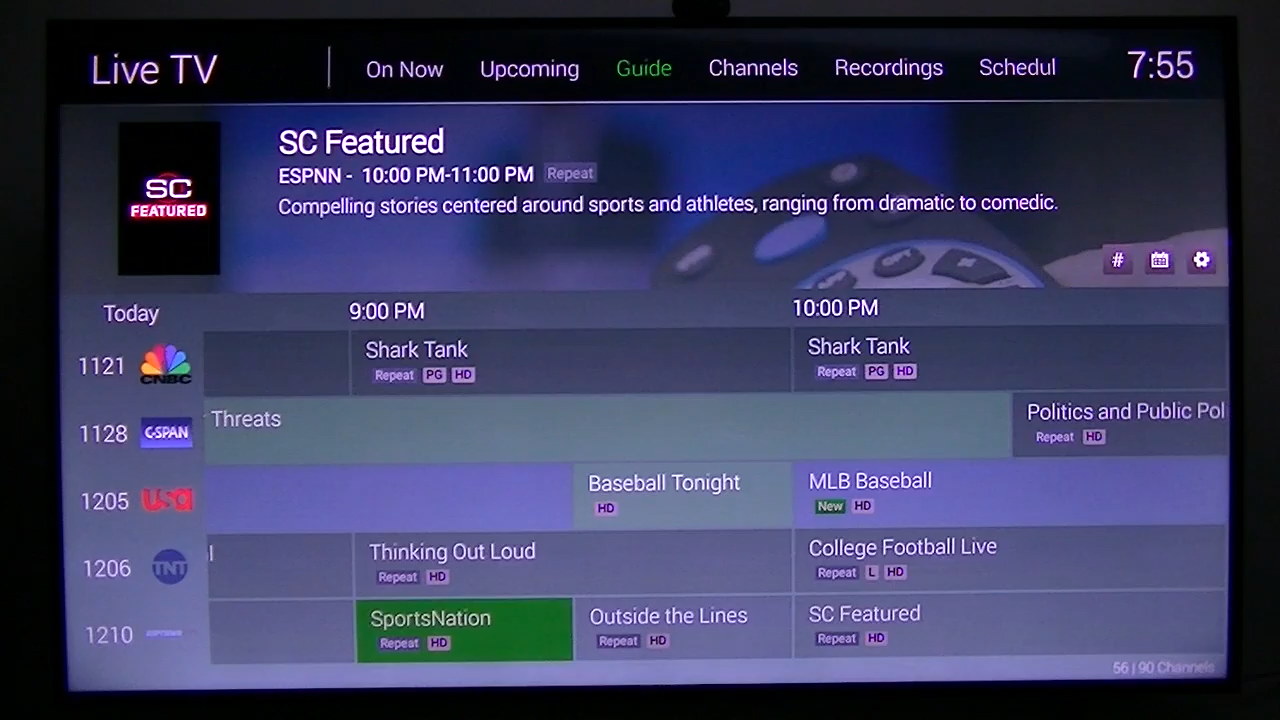 Live TV
On Now
Upcoming
Guide
Channels
Recordings
Schedul
7:55
SC
FEATURED
SC Featured
ESPNN - 10:00 PM-11:00 PM Repeat
Compelling stories centered around sports and athletes, ranging from dramatic to comedic.
#
Today
9:00 PM
10:00 PM
1121
CNBC
Shark Tank
Repeat PG HD
Shark Tank
Repeat PG HD
1128
C-SPAN
Threats
Politics and Public Pol
Repeat HD
1205
USA
Baseball Tonight
HD
MLB Baseball
New HD
1206
TNT
l
Thinking Out Loud
Repeat HD
College Football Live
Repeat L HD
1210
SportsNation
Repeat HD
Outside the Lines
Repeat HD
SC Featured
Repeat HD
56 | 90 Channels